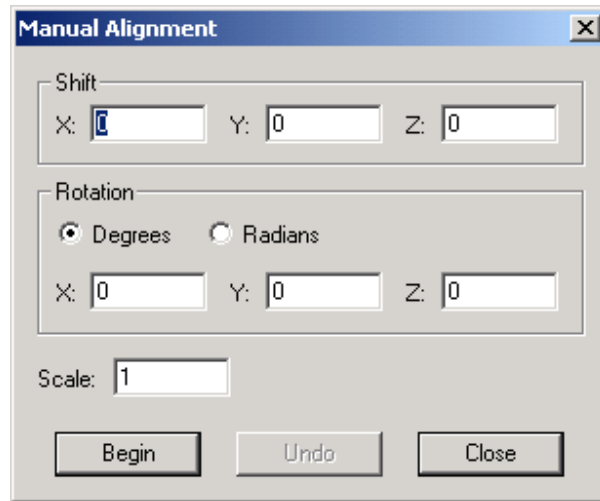 Manual Alignment
Shift
X: 0 Y: 0 Z: 0
Rotation
Degrees Radians
X: 0 Y: 0 Z: 0
Scale: 1
Begin Undo Close